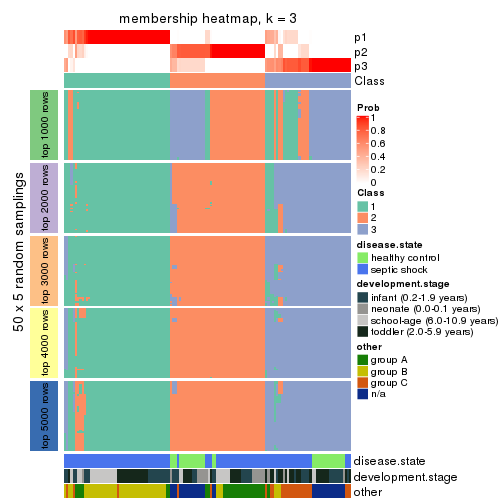 membership heatmap, k = 3
p1
p2
p3
Class
50 x 5 random samplings
top 1000 rows
top 2000 rows
top 3000 rows
top 4000 rows
top 5000 rows
Prob
1
0.8
0.6
0.4
0.2
0
Class
1
2
3
disease.state
healthy control
septic shock
development.stage
infant (0.2-1.9 years)
neonate (0.0-0.1 years)
school-age (6.0-10.9 years)
toddler (2.0-5.9 years)
other
group A
group B
group C
n/a
disease.state
development.stage
other